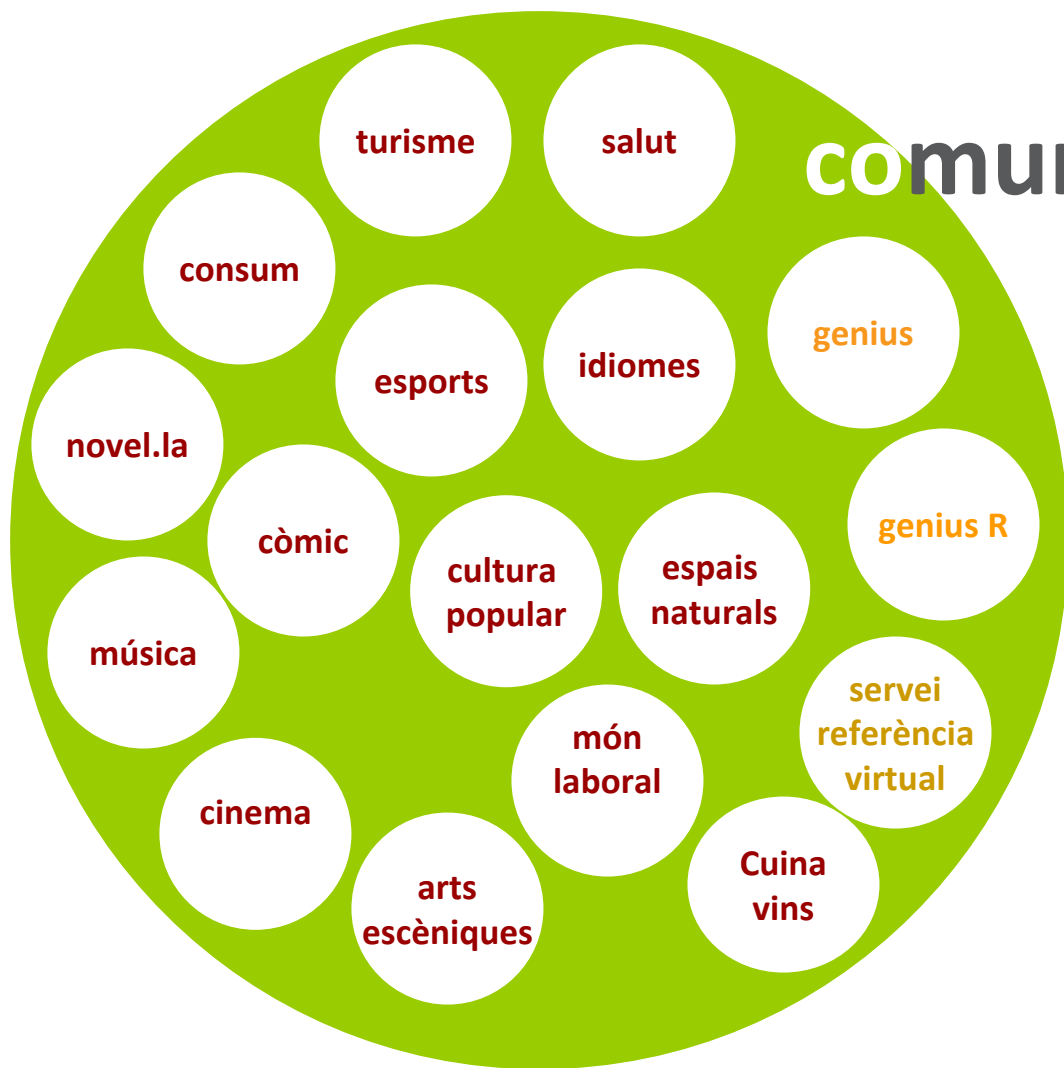 turisme
salut
comu
consum
genius
esports
idiomes
novel.la
genius R
còmic
cultura
popular
espais
naturals
música
servei
referència
virtual
món
laboral
cinema
Cuina
vins
arts
escèniques